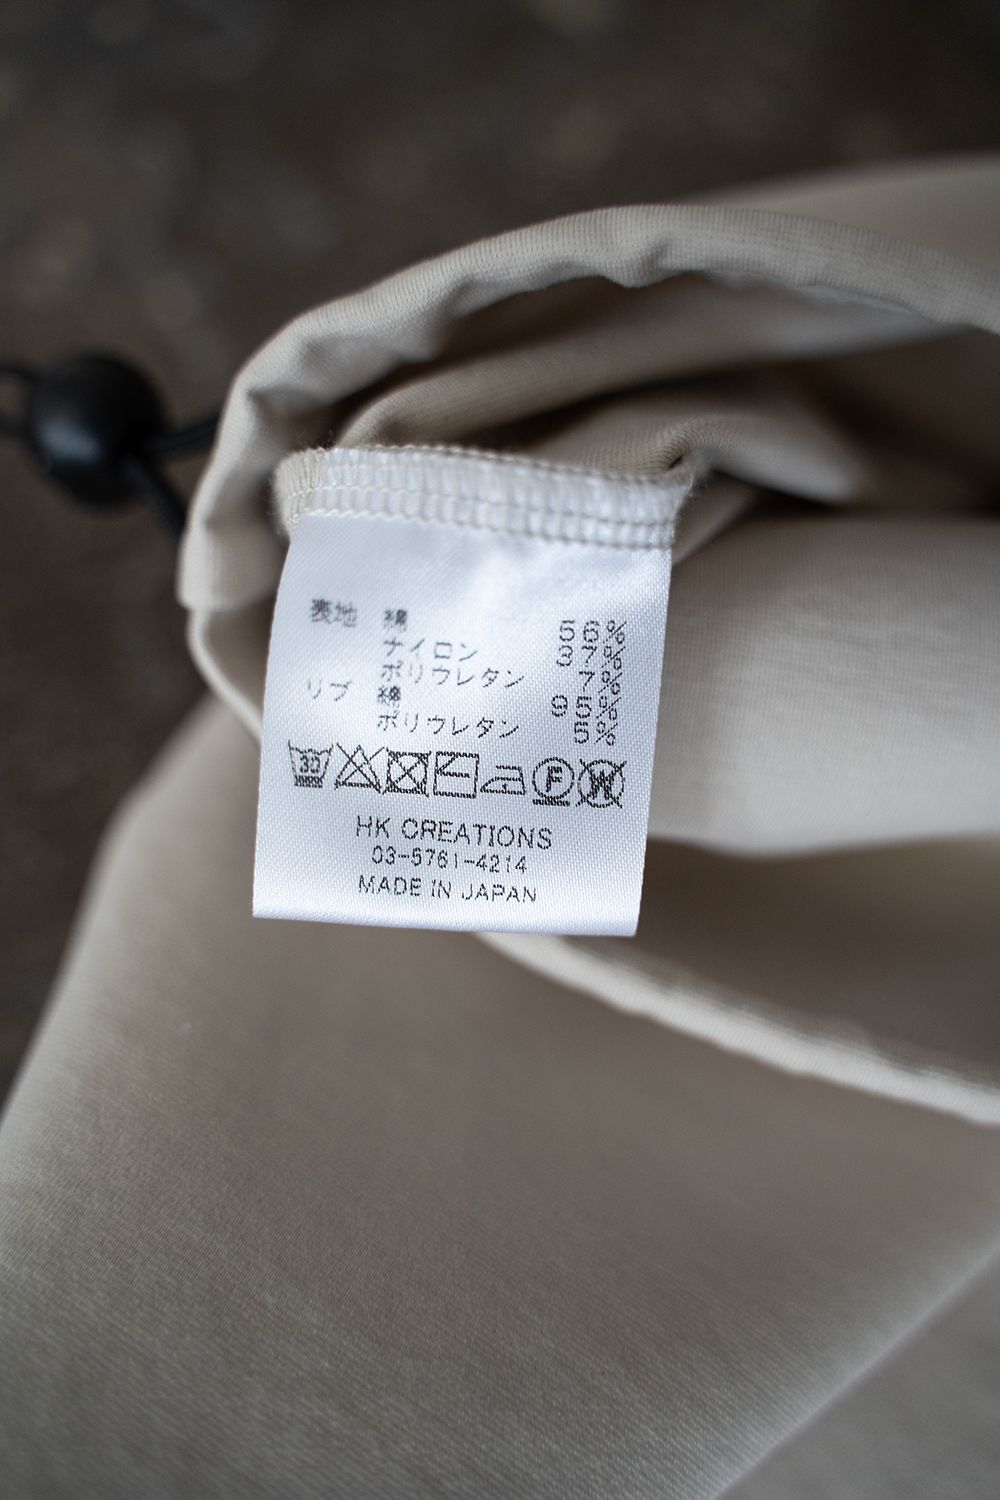 表地 綿 56%
ナイロン 37%
ポリウレタン 7%
リブ 綿 95%
ポリウレタン 5%
30 F W
HK CREATIONS
03-5761-4214
MADE IN JAPAN